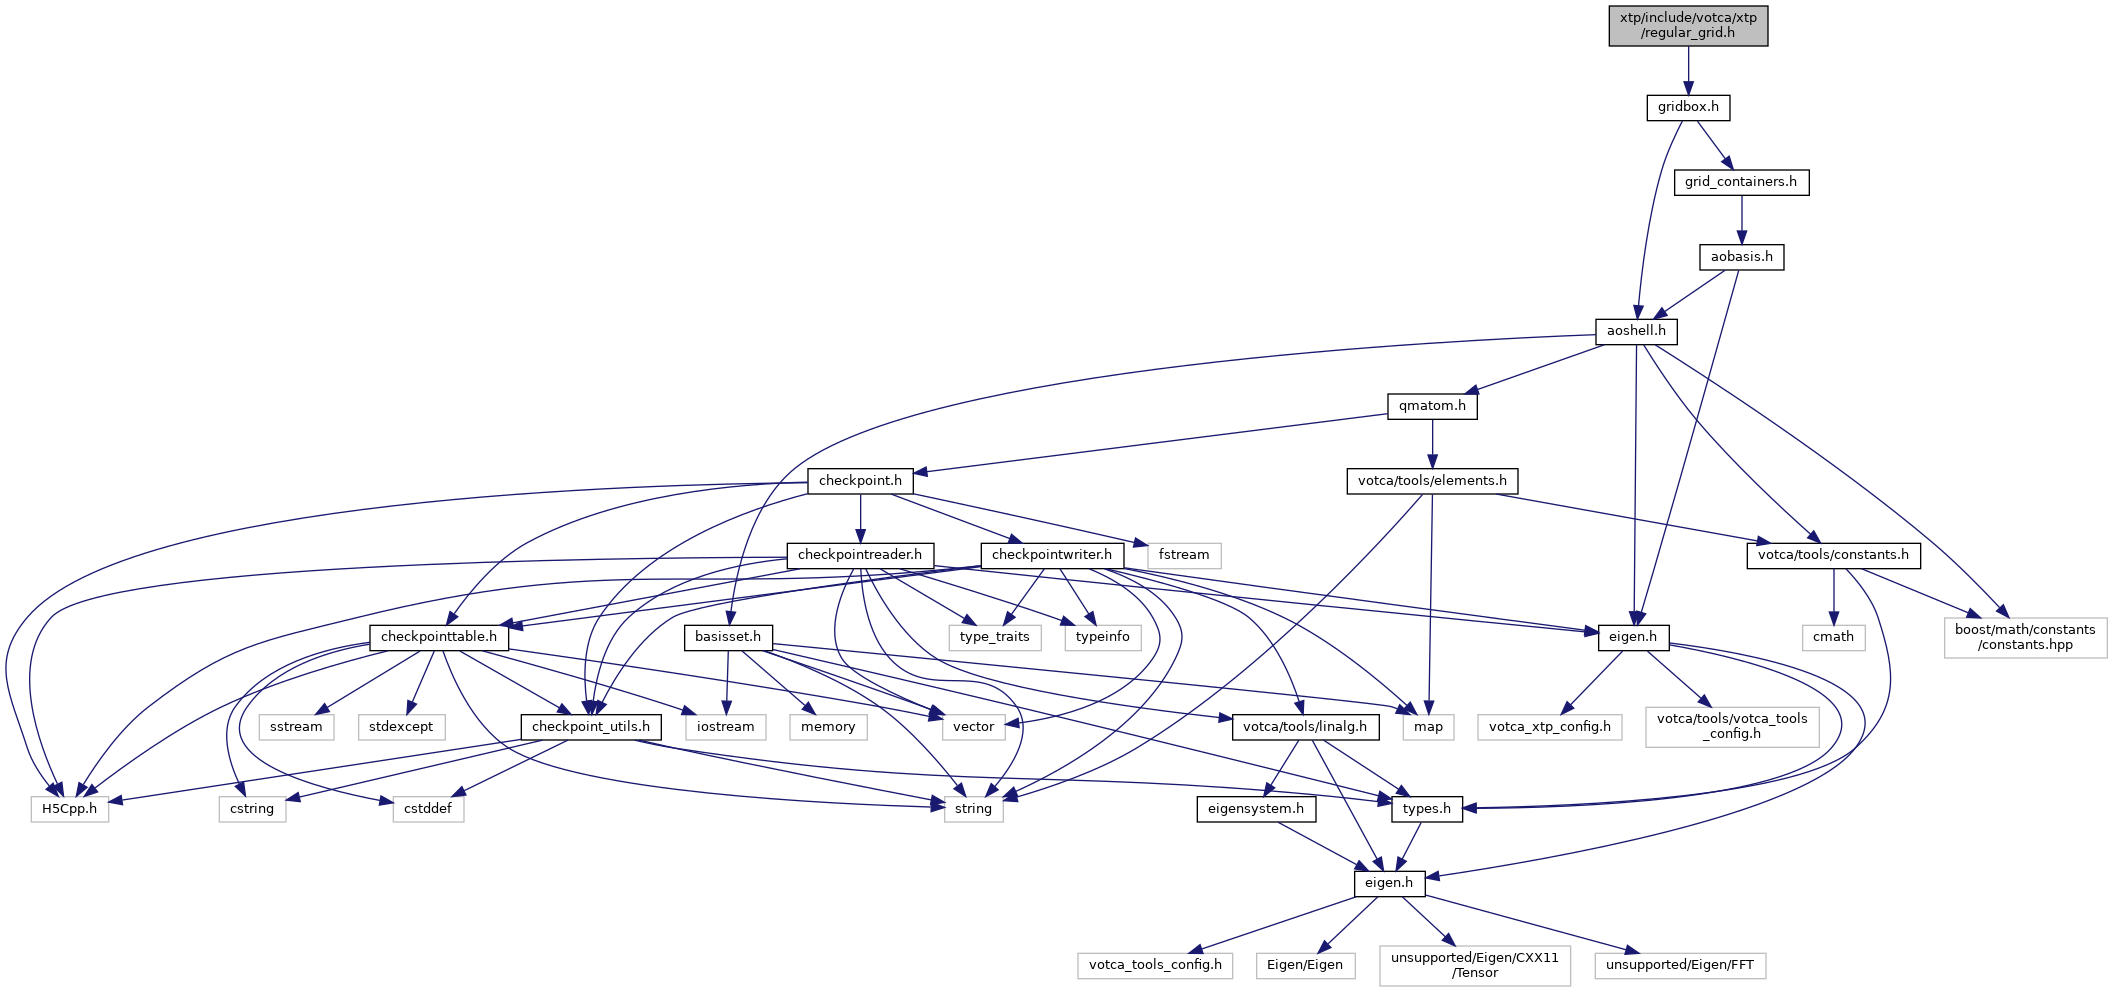 xtp/include/votca/xtp
/regular_grid.h
gridbox.h
grid_containers.h
aobasis.h
aoshell.h
qmatom.h
checkpoint.h
votca/tools/elements.h
checkpointreader.h
checkpointwriter.h
fstream
votca/tools/constants.h
checkpointtable.h
basisset.h
type_traits
typeinfo
eigen.h
cmath
boost/math/constants
/constants.hpp
sstream
stdexcept
checkpoint_utils.h
iostream
memory
vector
votca/tools/linalg.h
map
votca_xtp_config.h
votca/tools/votca_tools
_config.h
H5Cpp.h
cstring
cstddef
string
eigensystem.h
types.h
eigen.h
votca_tools_config.h
Eigen/Eigen
unsupported/Eigen/CXX11
/Tensor
unsupported/Eigen/FFT